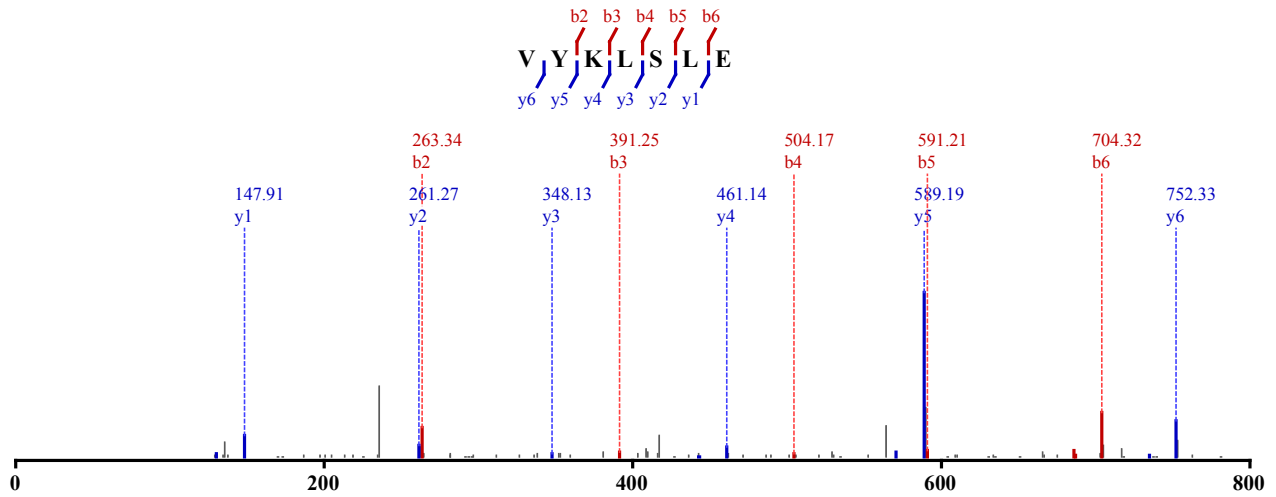 b2 b3 b4 b5 b6
V Y K L S L E
y6 y5 y4 y3 y2 y1
263.34 391.25 504.17 591.21 704.32
b2 b3 b4 b5 b6
147.91 261.27 348.13 461.14 589.19 752.33
y1 y2 y3 y4 y5 y6
0 200 400 600 800